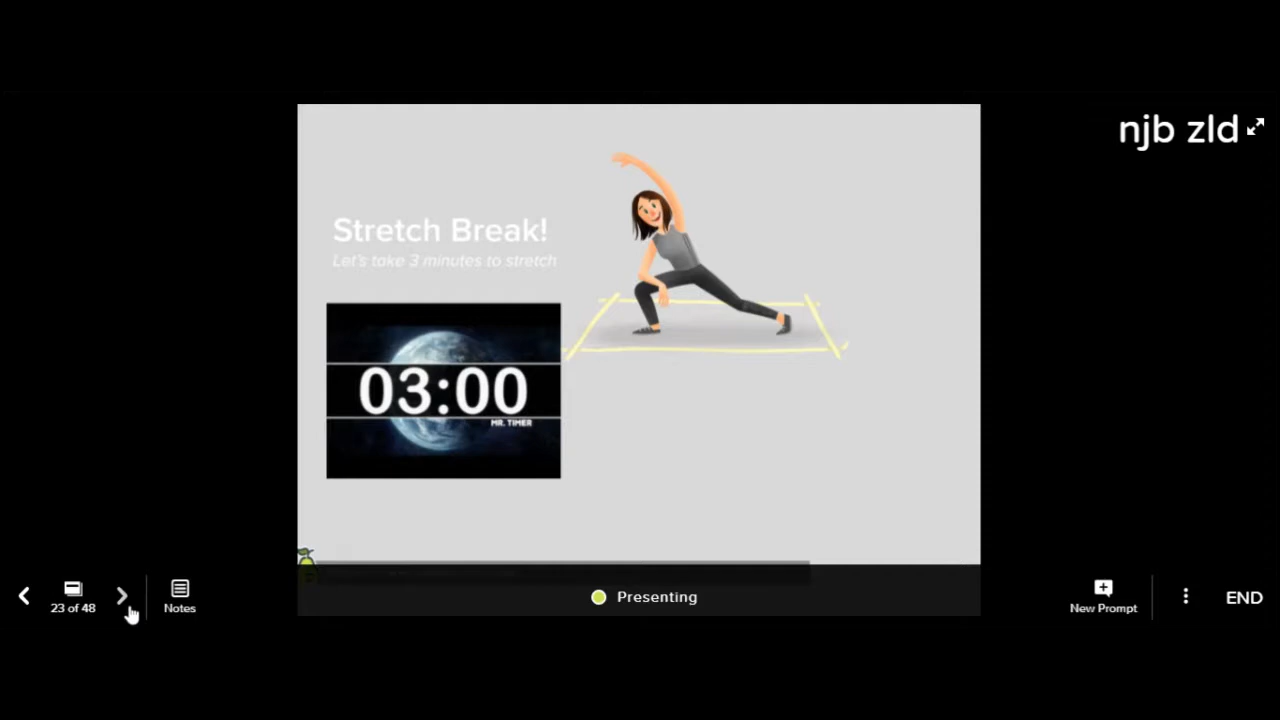 njb zld
Stretch Break!
Let's take 3 minutes to stretch
03:00
MR. TIMER
23 of 48
Notes
Presenting
New Prompt
END